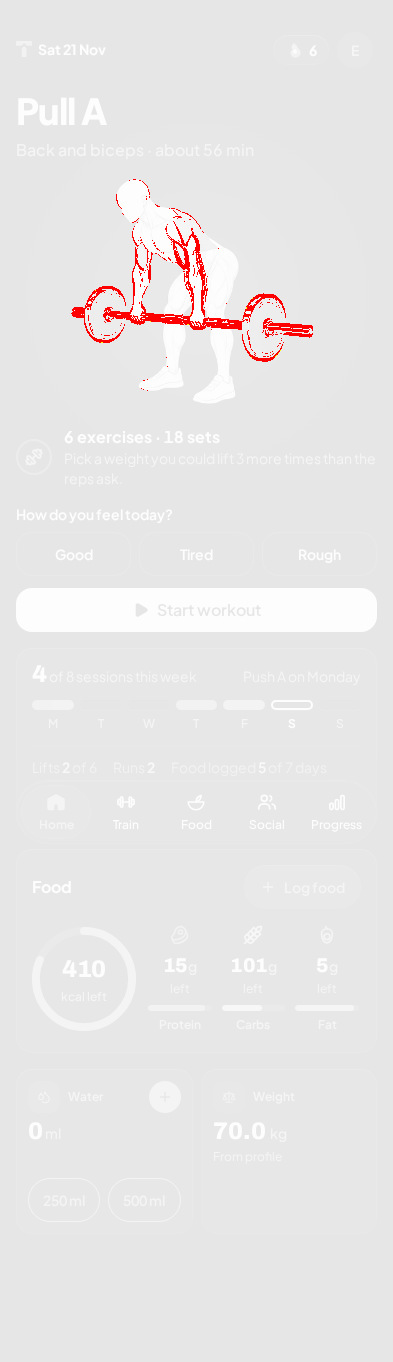 Sat 21 Nov
6
E
Pull A
Back and biceps · about 56 min
6 exercises · 18 sets
Pick a weight you could lift 3 more times than the
reps ask.
How do you feel today?
Good
Tired
Rough
Start workout
4 of 8 sessions this week
Push A on Monday
M
T
W
T
F
S
S
Lifts 2 of 6
Runs 2
Food logged 5 of 7 days
Home
Train
Food
Social
Progress
Food
+ Log food
410
kcal left
15g
left
Protein
101g
left
Carbs
5g
left
Fat
Water
+
0 ml
250 ml
500 ml
Weight
70.0 kg
From profile